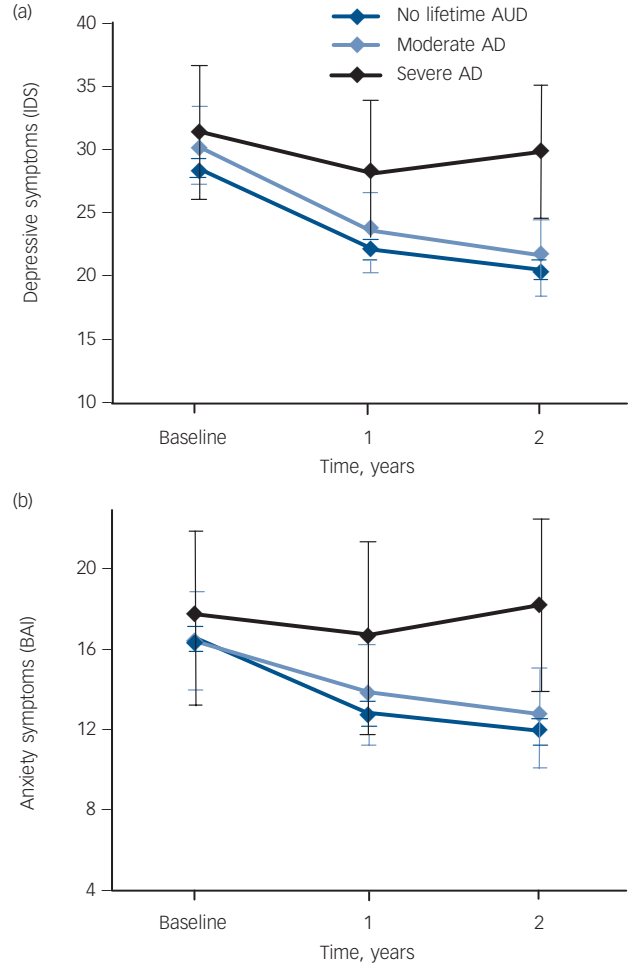 (a)
No lifetime AUD
Moderate AD
Severe AD
Depressive symptoms (IDS)
40
35
30
25
20
15
10
Baseline
1
2
Time, years
(b)
Anxiety symptoms (BAI)
20
16
12
8
4
Baseline
1
2
Time, years